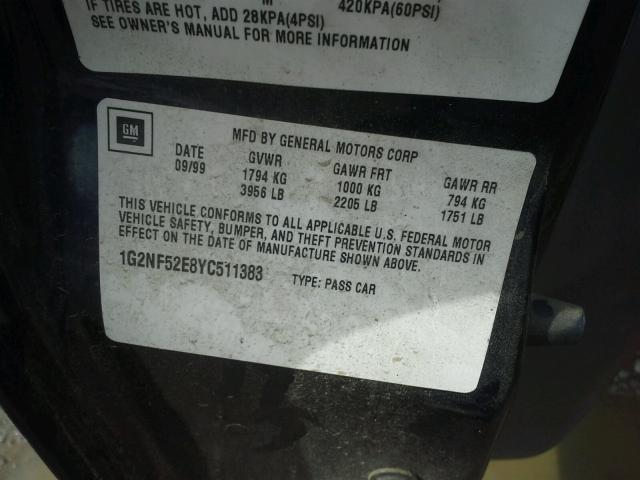 M 420KPA(60PSI)
IF TIRES ARE HOT, ADD 28KPA(4PSI)
SEE OWNER'S MANUAL FOR MORE INFORMATION
GM
MFD BY GENERAL MOTORS CORP
DATE GVWR GAWR FRT GAWR RR
09/99 1794 KG 1000 KG 794 KG
3956 LB 2205 LB 1751 LB
THIS VEHICLE CONFORMS TO ALL APPLICABLE U.S. FEDERAL MOTOR
VEHICLE SAFETY, BUMPER, AND THEFT PREVENTION STANDARDS IN
EFFECT ON THE DATE OF MANUFACTURE SHOWN ABOVE.
1G2NF52E8YC511383 TYPE: PASS CAR